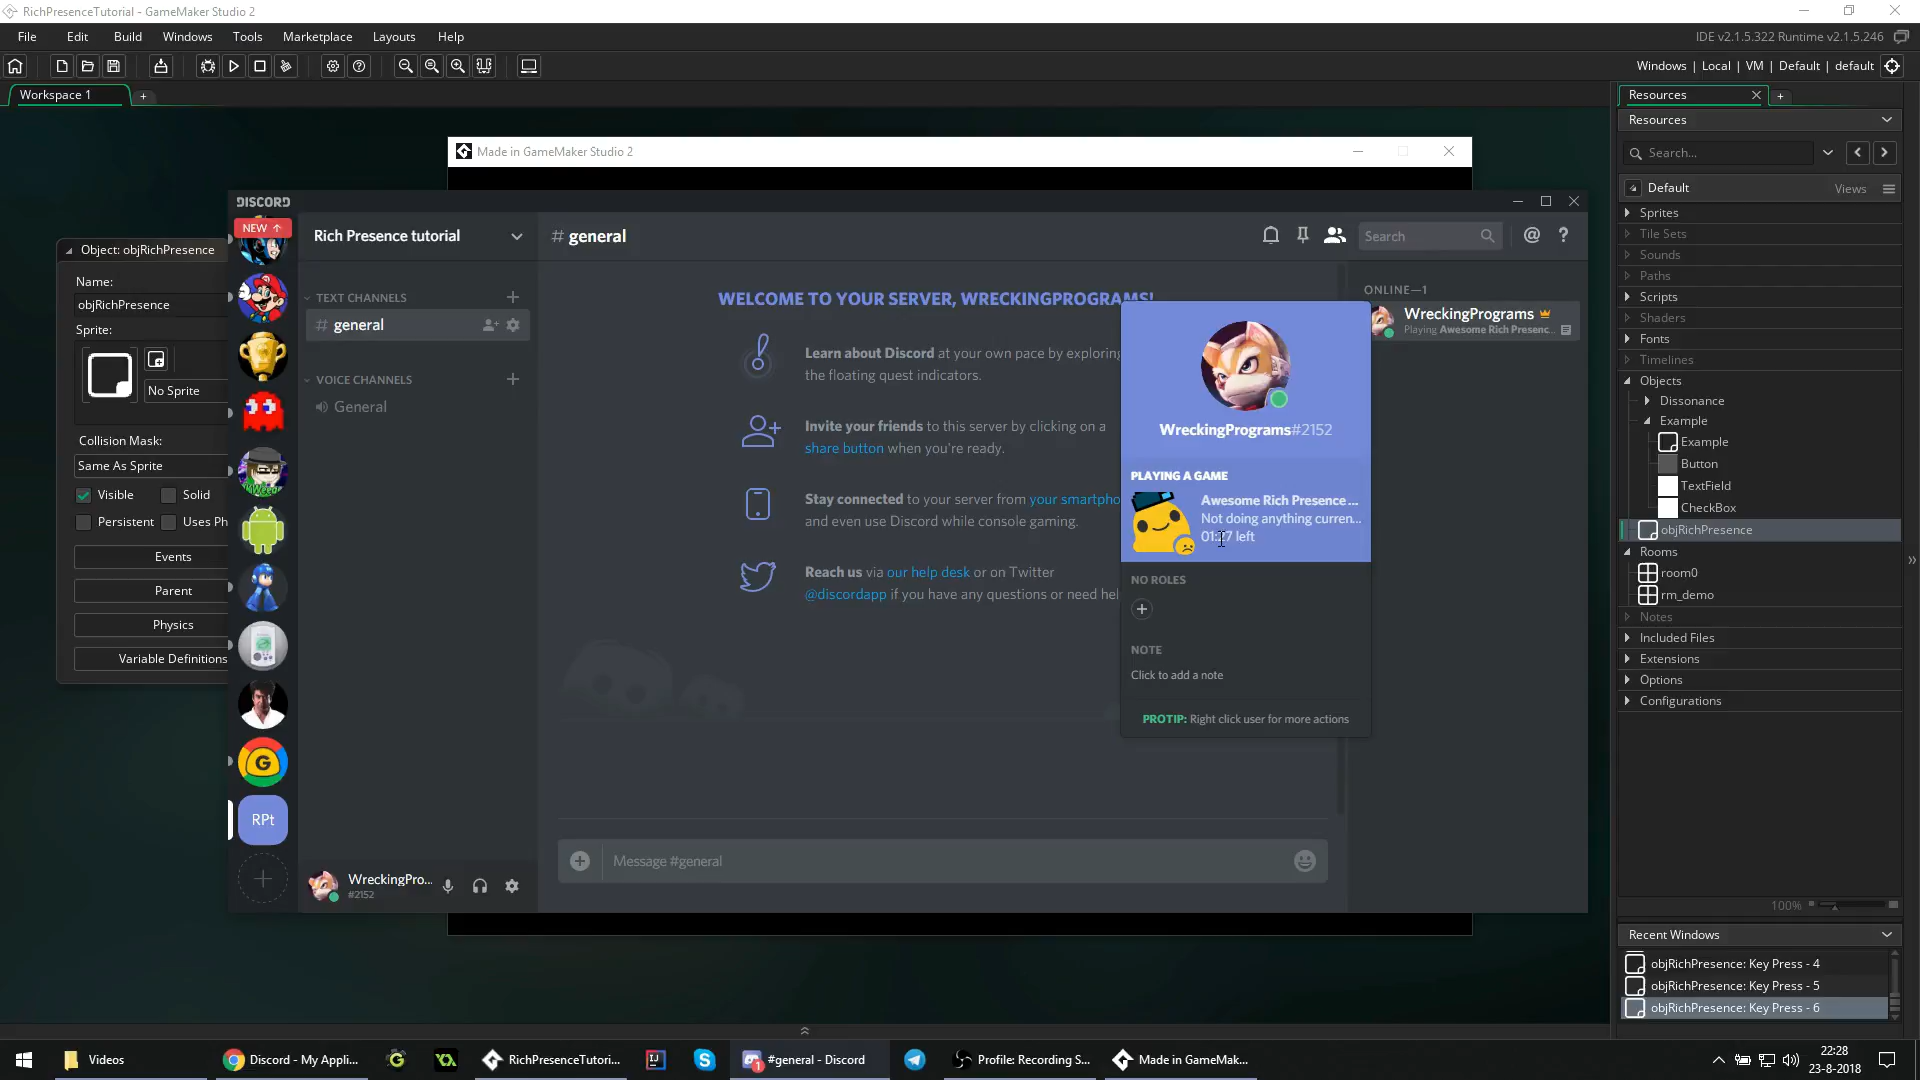 RichPresenceTutorial - GameMaker Studio 2
File Edit Build Windows Tools Marketplace Layouts Help
IDE v2.1.5.322 Runtime v2.1.5.246
Windows | Local | VM | Default | default
Workspace 1
Made in GameMaker Studio 2
Object: objRichPresence
Name:
objRichPresence
Sprite:
No Sprite
Collision Mask:
Same As Sprite
Visible Solid
Persistent Uses Ph
Events
Parent
Physics
Variable Definitions
DISCORD
NEW ↑
Rich Presence tutorial
# general
Search
TEXT CHANNELS
# general
VOICE CHANNELS
General
RPt
WreckingPro...
#2152
WELCOME TO YOUR SERVER, WRECKINGPROGRAMS!
Learn about Discord at your own pace by exploring
the floating quest indicators.
Invite your friends to this server by clicking on a
share button when you're ready.
Stay connected to your server from your smartpho
and even use Discord while console gaming.
Reach us via our help desk or on Twitter
@discordapp if you have any questions or need hel
Message #general
WreckingPrograms#2152
PLAYING A GAME
Awesome Rich Presence ...
Not doing anything curren...
left
NO ROLES
NOTE
Click to add a note
PROTIP: Right click user for more actions
ONLINE—1
WreckingPrograms
Playing Awesome Rich Presenc...
Resources
Resources
Search...
Default Views
Sprites
Tile Sets
Sounds
Paths
Scripts
Shaders
Fonts
Timelines
Objects
Dissonance
Example
Example
Button
TextField
CheckBox
objRichPresence
Rooms
room0
rm_demo
Notes
Included Files
Extensions
Options
Configurations
100%
Recent Windows
objRichPresence: Key Press - 4
objRichPresence: Key Press - 5
objRichPresence: Key Press - 6
Videos
Discord - My Appli...
RichPresenceTutori...
#general - Discord
Profile: Recording S...
Made in GameMak...
22:28
23-8-2018